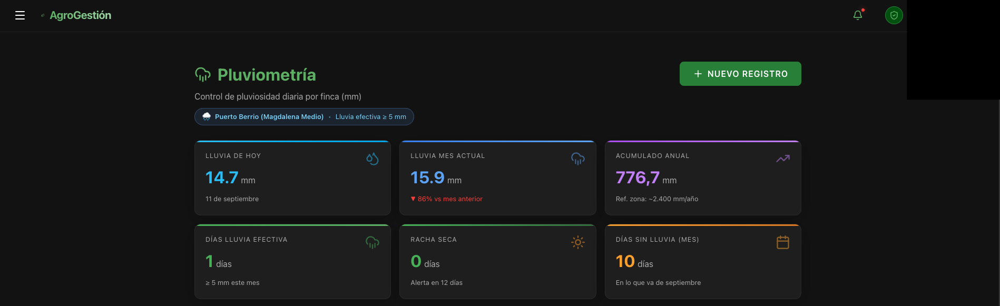 AgroGestión
Pluviometría
NUEVO REGISTRO
Control de pluviosidad diaria por finca (mm)
Puerto Berrio (Magdalena Medio) · Lluvia efectiva ≥ 5 mm
LLUVIA DE HOY
14.7 mm
11 de septiembre
LLUVIA MES ACTUAL
15.9 mm
▼ 86% vs mes anterior
ACUMULADO ANUAL
776,7 mm
Ref. zona: ~2.400 mm/año
DÍAS LLUVIA EFECTIVA
1 días
≥ 5 mm este mes
RACHA SECA
0 días
Alerta en 12 días
DÍAS SIN LLUVIA (MES)
10 días
En lo que va de septiembre